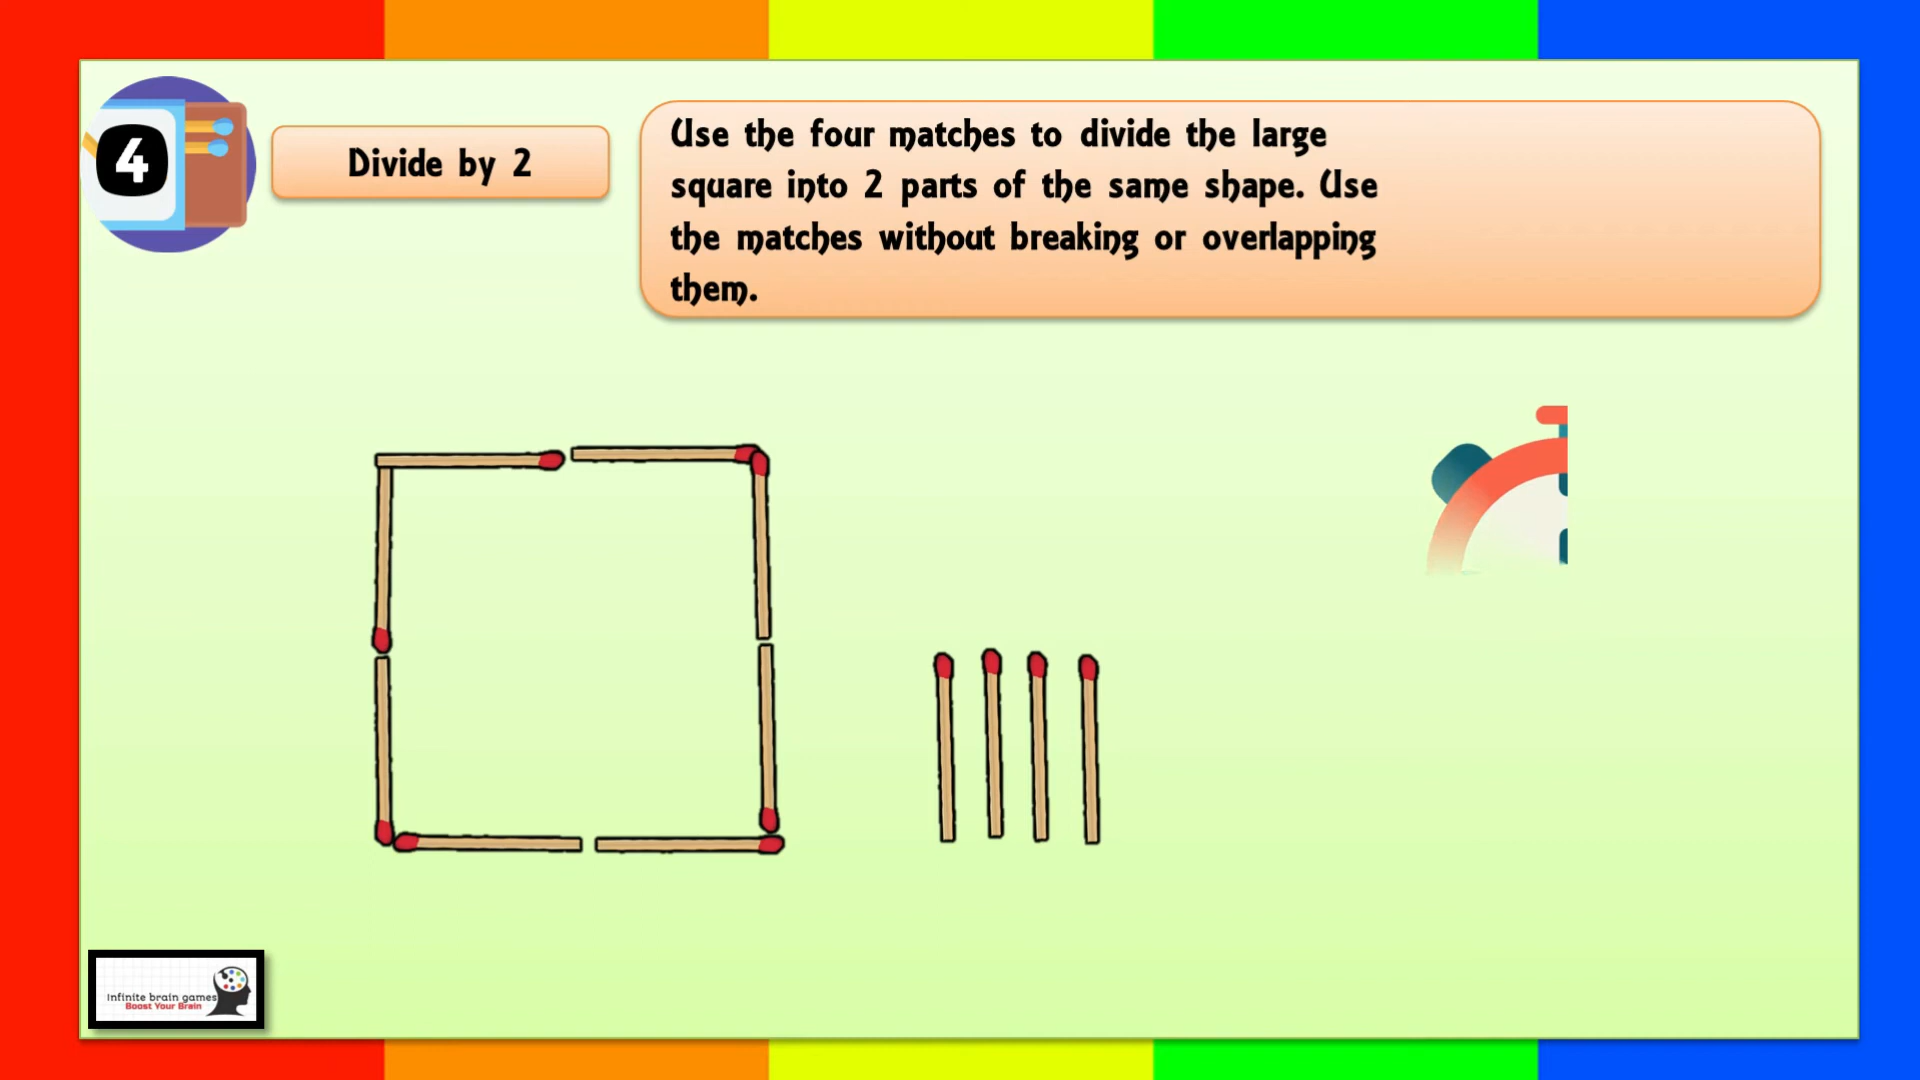 4
Divide by 2
Use the four matches to divide the large
square into 2 parts of the same shape. Use
the matches without breaking or overlapping
them.
Infinite brain games
Boost Your Brain